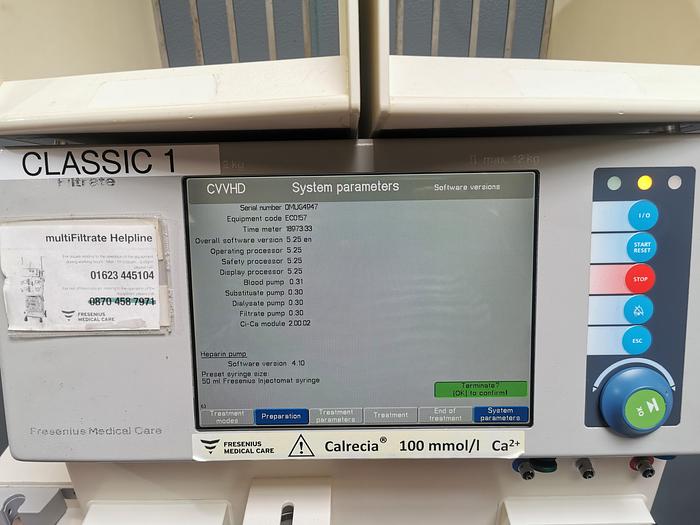 CLASSIC 1
Filtrate
max. 12 kg
multiFiltrate Helpline
01623 445104
0870 458 7971
FRESENIUS
MEDICAL CARE
CVVHD System parameters Software versions
Serial number 0MUG4947
Equipment code EC0157
Time meter 18973:33
Overall software version 5.25 en
Operating processor 5.25
Safety processor 5.25
Display processor 5.25
Blood pump 0.31
Substituate pump 0.30
Dialysate pump 0.30
Filtrate pump 0.30
Ci-Ca module 2.00.02
Heparin pump
Software version 4.10
Preset syringe size:
50 ml Fresenius Injectomat syringe
Terminate?
[OK] to confirm!
Treatment modes Preparation Treatment parameters Treatment End of treatment System parameters
I / O
START
RESET
STOP
ESC
OK
Fresenius Medical Care
FRESENIUS
MEDICAL CARE
Calrecia® 100 mmol/l Ca2+